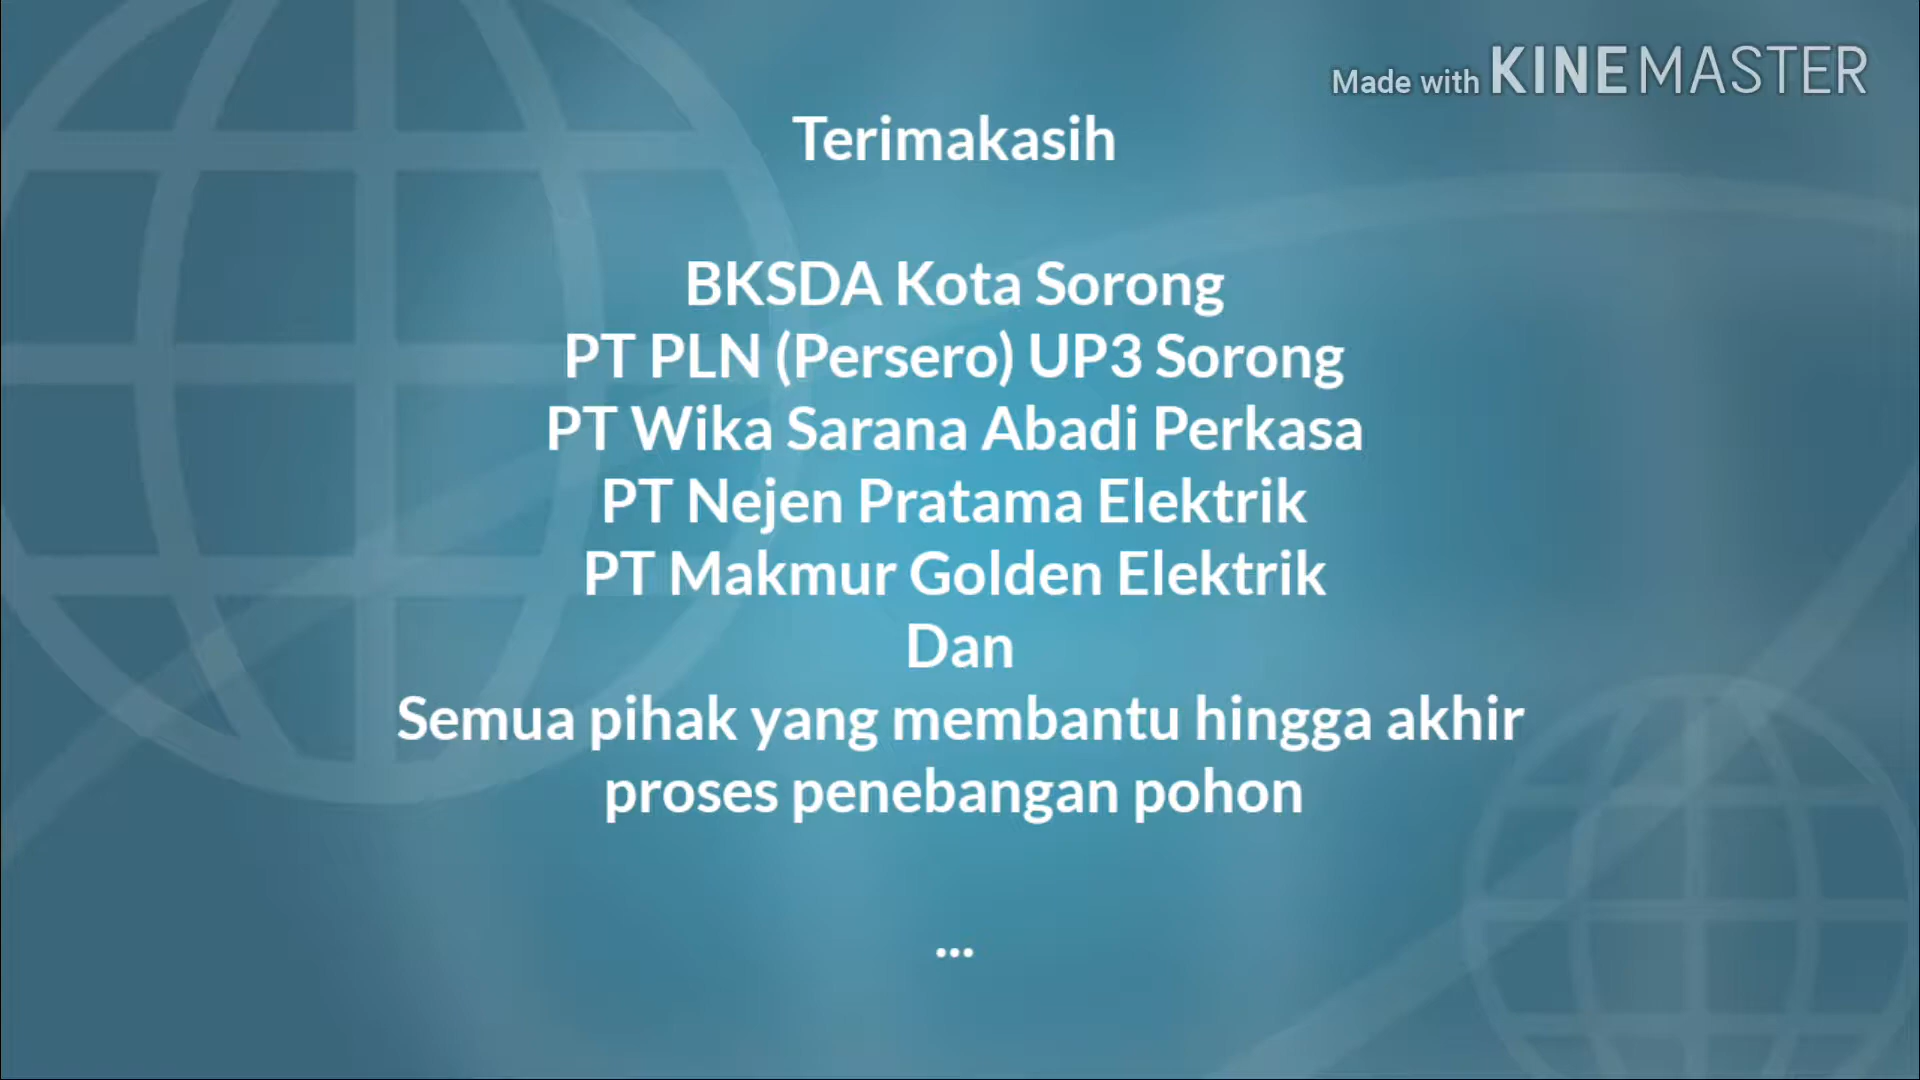 Made with KINEMASTER
Terimakasih
BKSDA Kota Sorong
PT PLN (Persero) UP3 Sorong
PT Wika Sarana Abadi Perkasa
PT Nejen Pratama Elektrik
PT Makmur Golden Elektrik
Dan
Semua pihak yang membantu hingga akhir
proses penebangan pohon
...